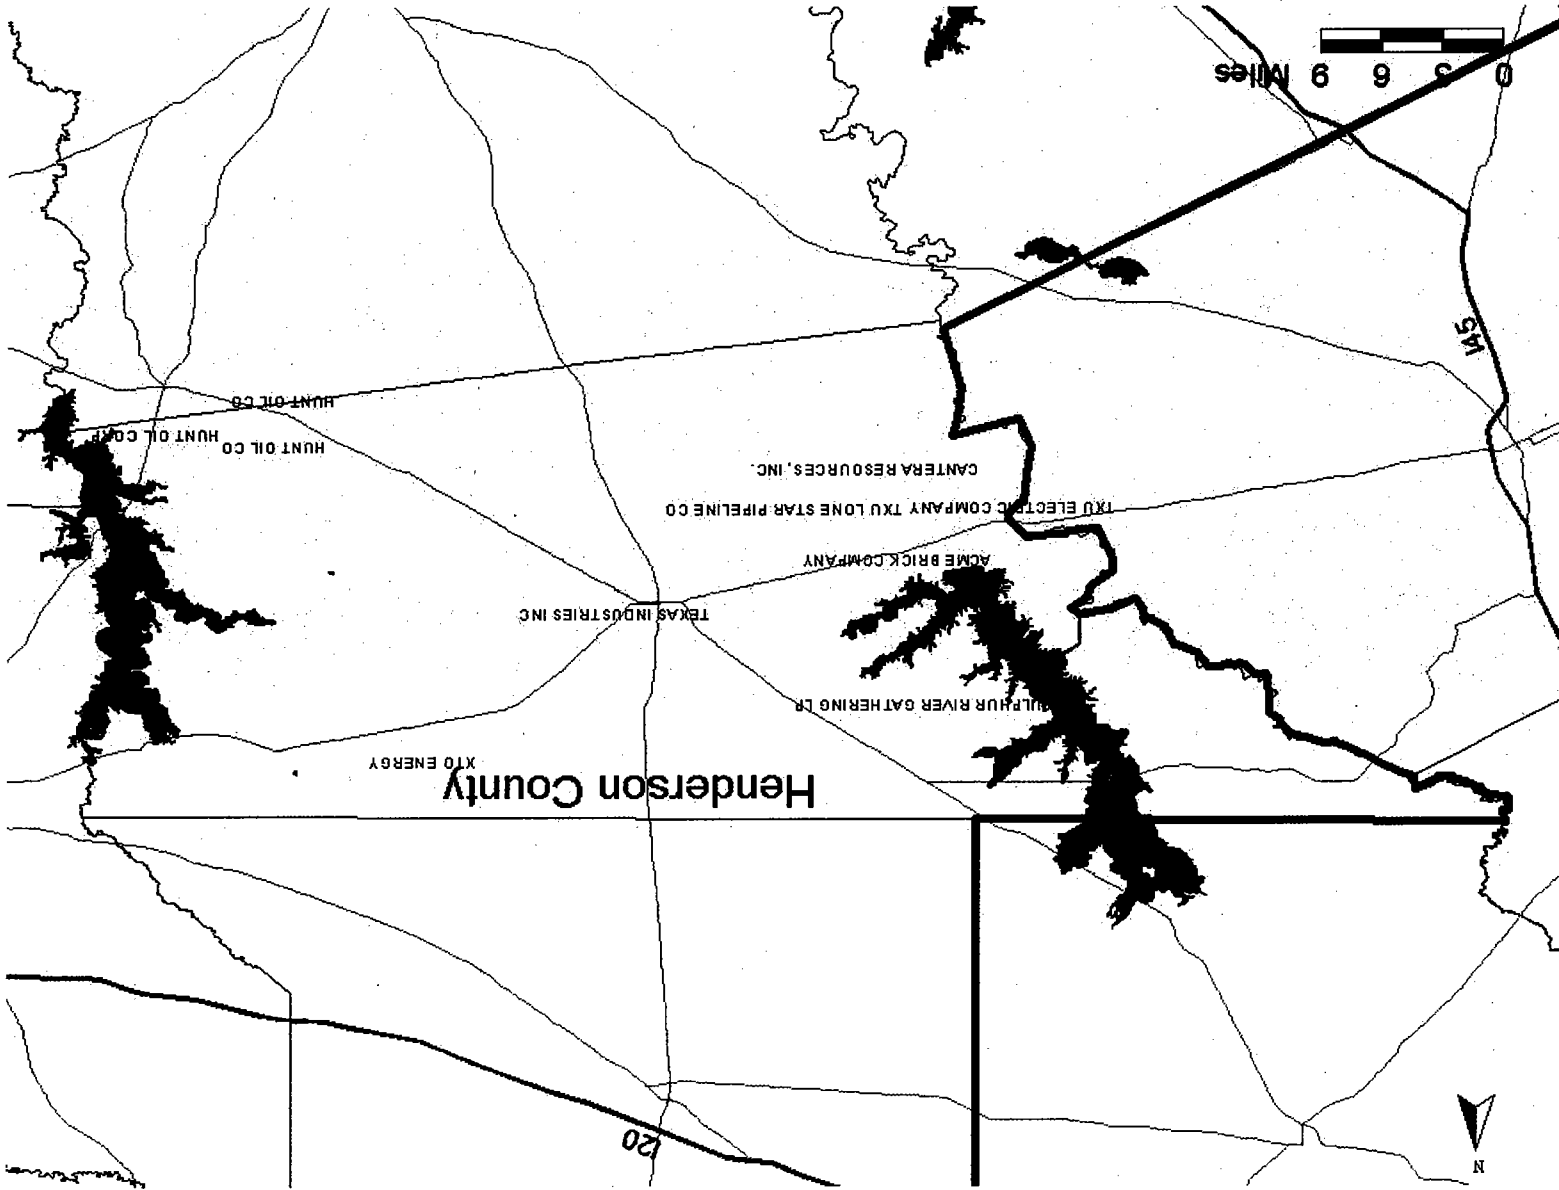 N
I20
Henderson County
XTO ENERGY
SULPHUR RIVER GATHERING LP
TEXAS INDUSTRIES INC
ACME BRICK COMPANY
TXU ELECTRIC COMPANY TXU LONE STAR PIPELINE CO
CANTERA RESOURCES, INC.
HUNT OIL CO
HUNT OIL CORP
HUNT OIL CO
I45
0 3 6 9 Miles